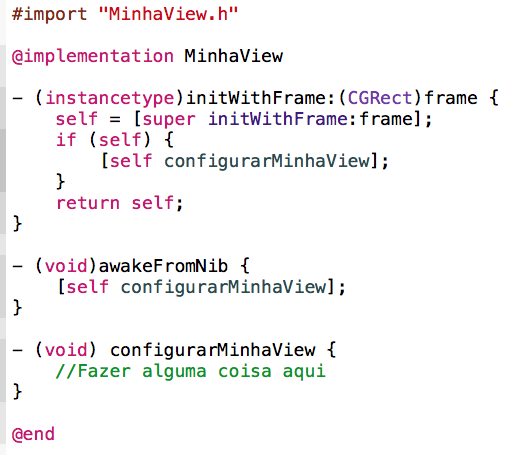 #import "MinhaView.h"
@implementation MinhaView
- (instancetype)initWithFrame:(CGRect)frame {
    self = [super initWithFrame:frame];
    if (self) {
        [self configurarMinhaView];
    }
    return self;
}
- (void)awakeFromNib {
    [self configurarMinhaView];
}
- (void) configurarMinhaView {
    //Fazer alguma coisa aqui
}
@end